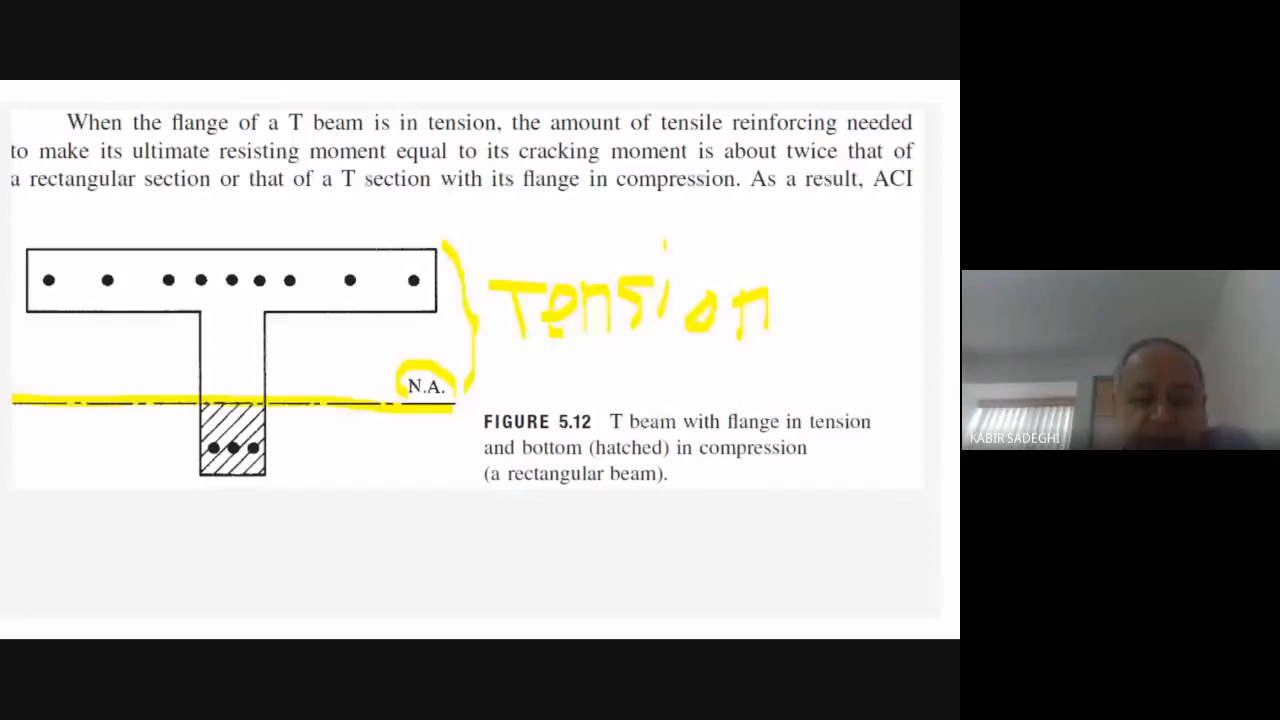 When the flange of a T beam is in tension, the amount of tensile reinforcing needed
to make its ultimate resisting moment equal to its cracking moment is about twice that of
a rectangular section or that of a T section with its flange in compression. As a result, ACI
Tension
N.A.
FIGURE 5.12 T beam with flange in tension
and bottom (hatched) in compression
(a rectangular beam).
KABIR SADEGHI